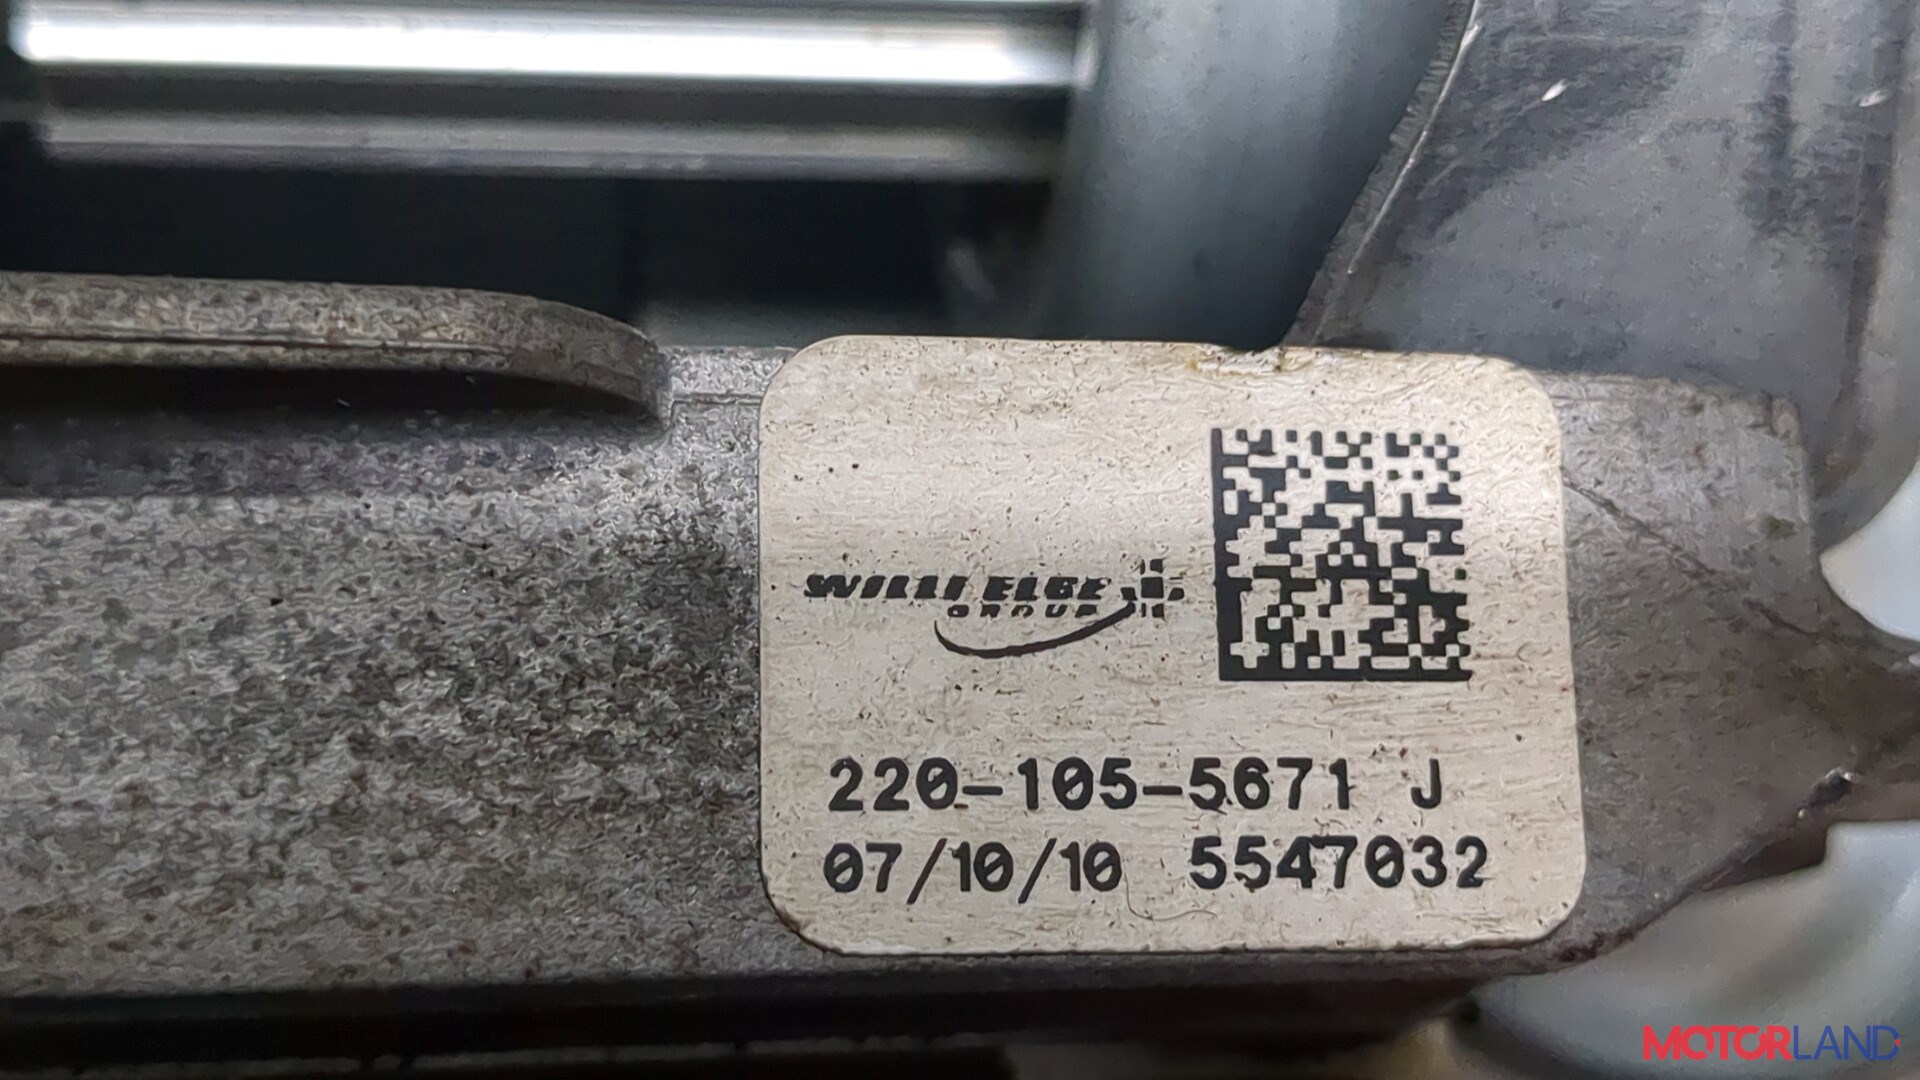 WILLI ELBE
GROUP
220-105-5671 J
07/10/10 5547032
MOTORLAND